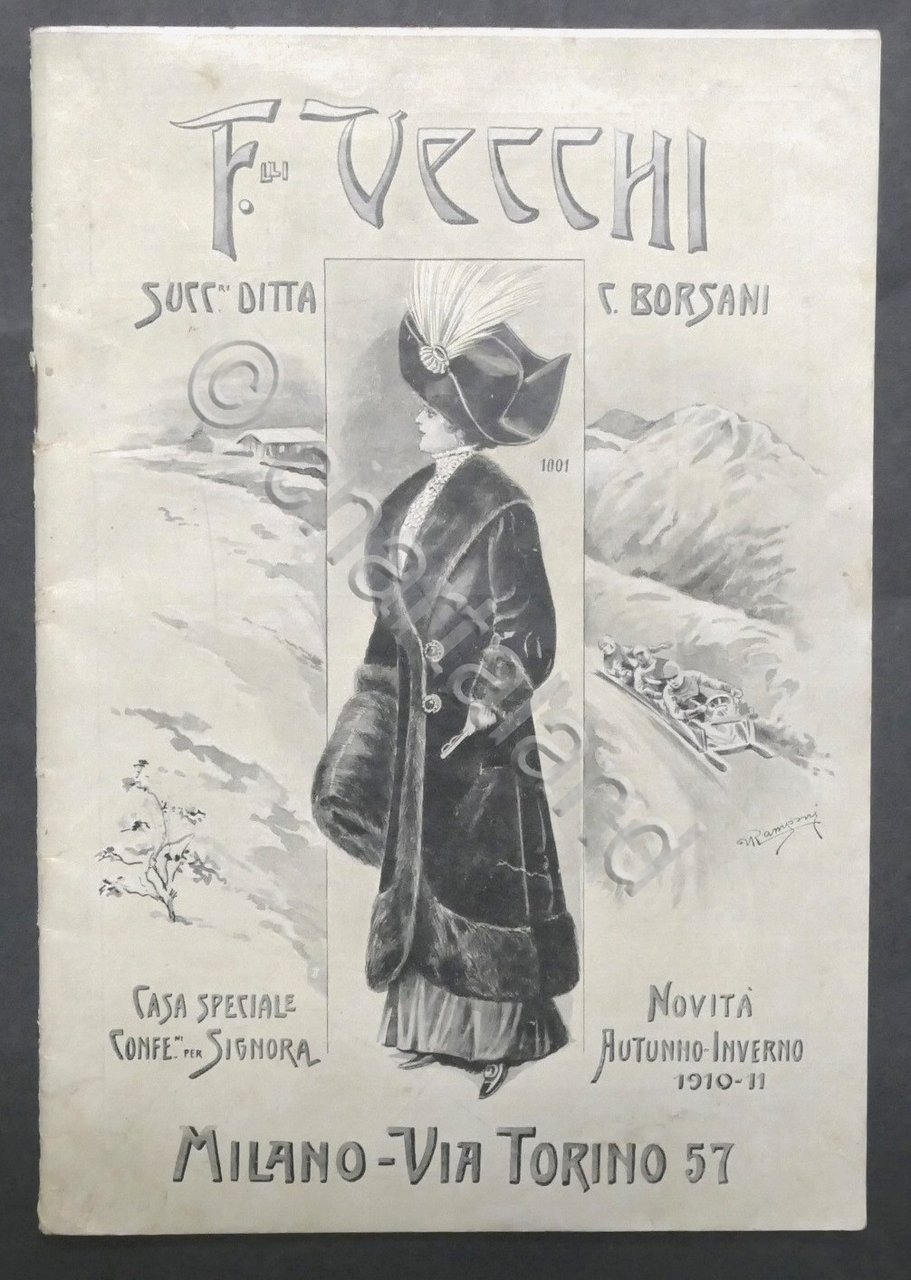 F.LLI VECCHI
SUCC.RI DITTA C. BORSANI
1001
CASA SPECIALE
CONFE.NI PER SIGNORA
NOVITÀ
AUTUNNO-INVERNO
1910-11
MILANO-VIA TORINO 57
© chartaland